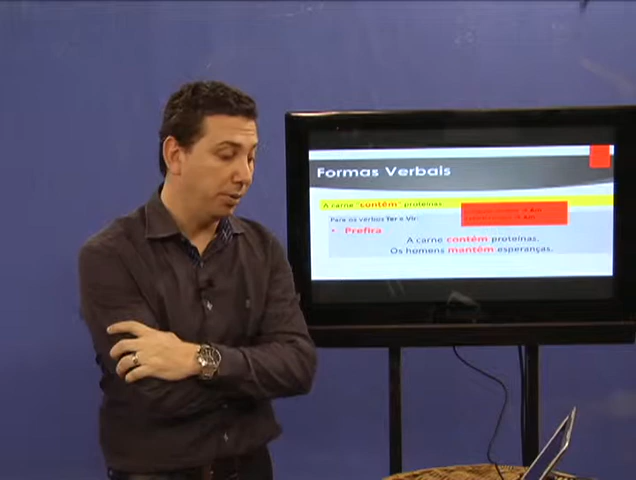 Formas Verbais
A carne "contêm" proteínas
Para os verbos Ter e Vir:
• Prefira
A carne contém proteínas.
Os homens mantêm esperanças.